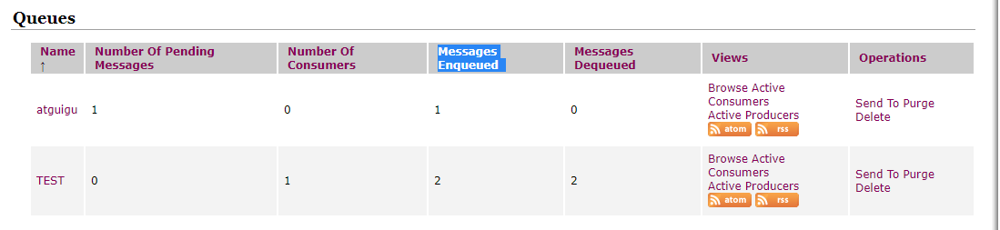 Queues
Name ↑ Number Of Pending Messages Number Of Consumers Messages Enqueued Messages Dequeued Views Operations
atguigu 1 0 1 0 Browse Active Consumers Active Producers atom rss Send To Purge Delete
TEST 0 1 2 2 Browse Active Consumers Active Producers atom rss Send To Purge Delete